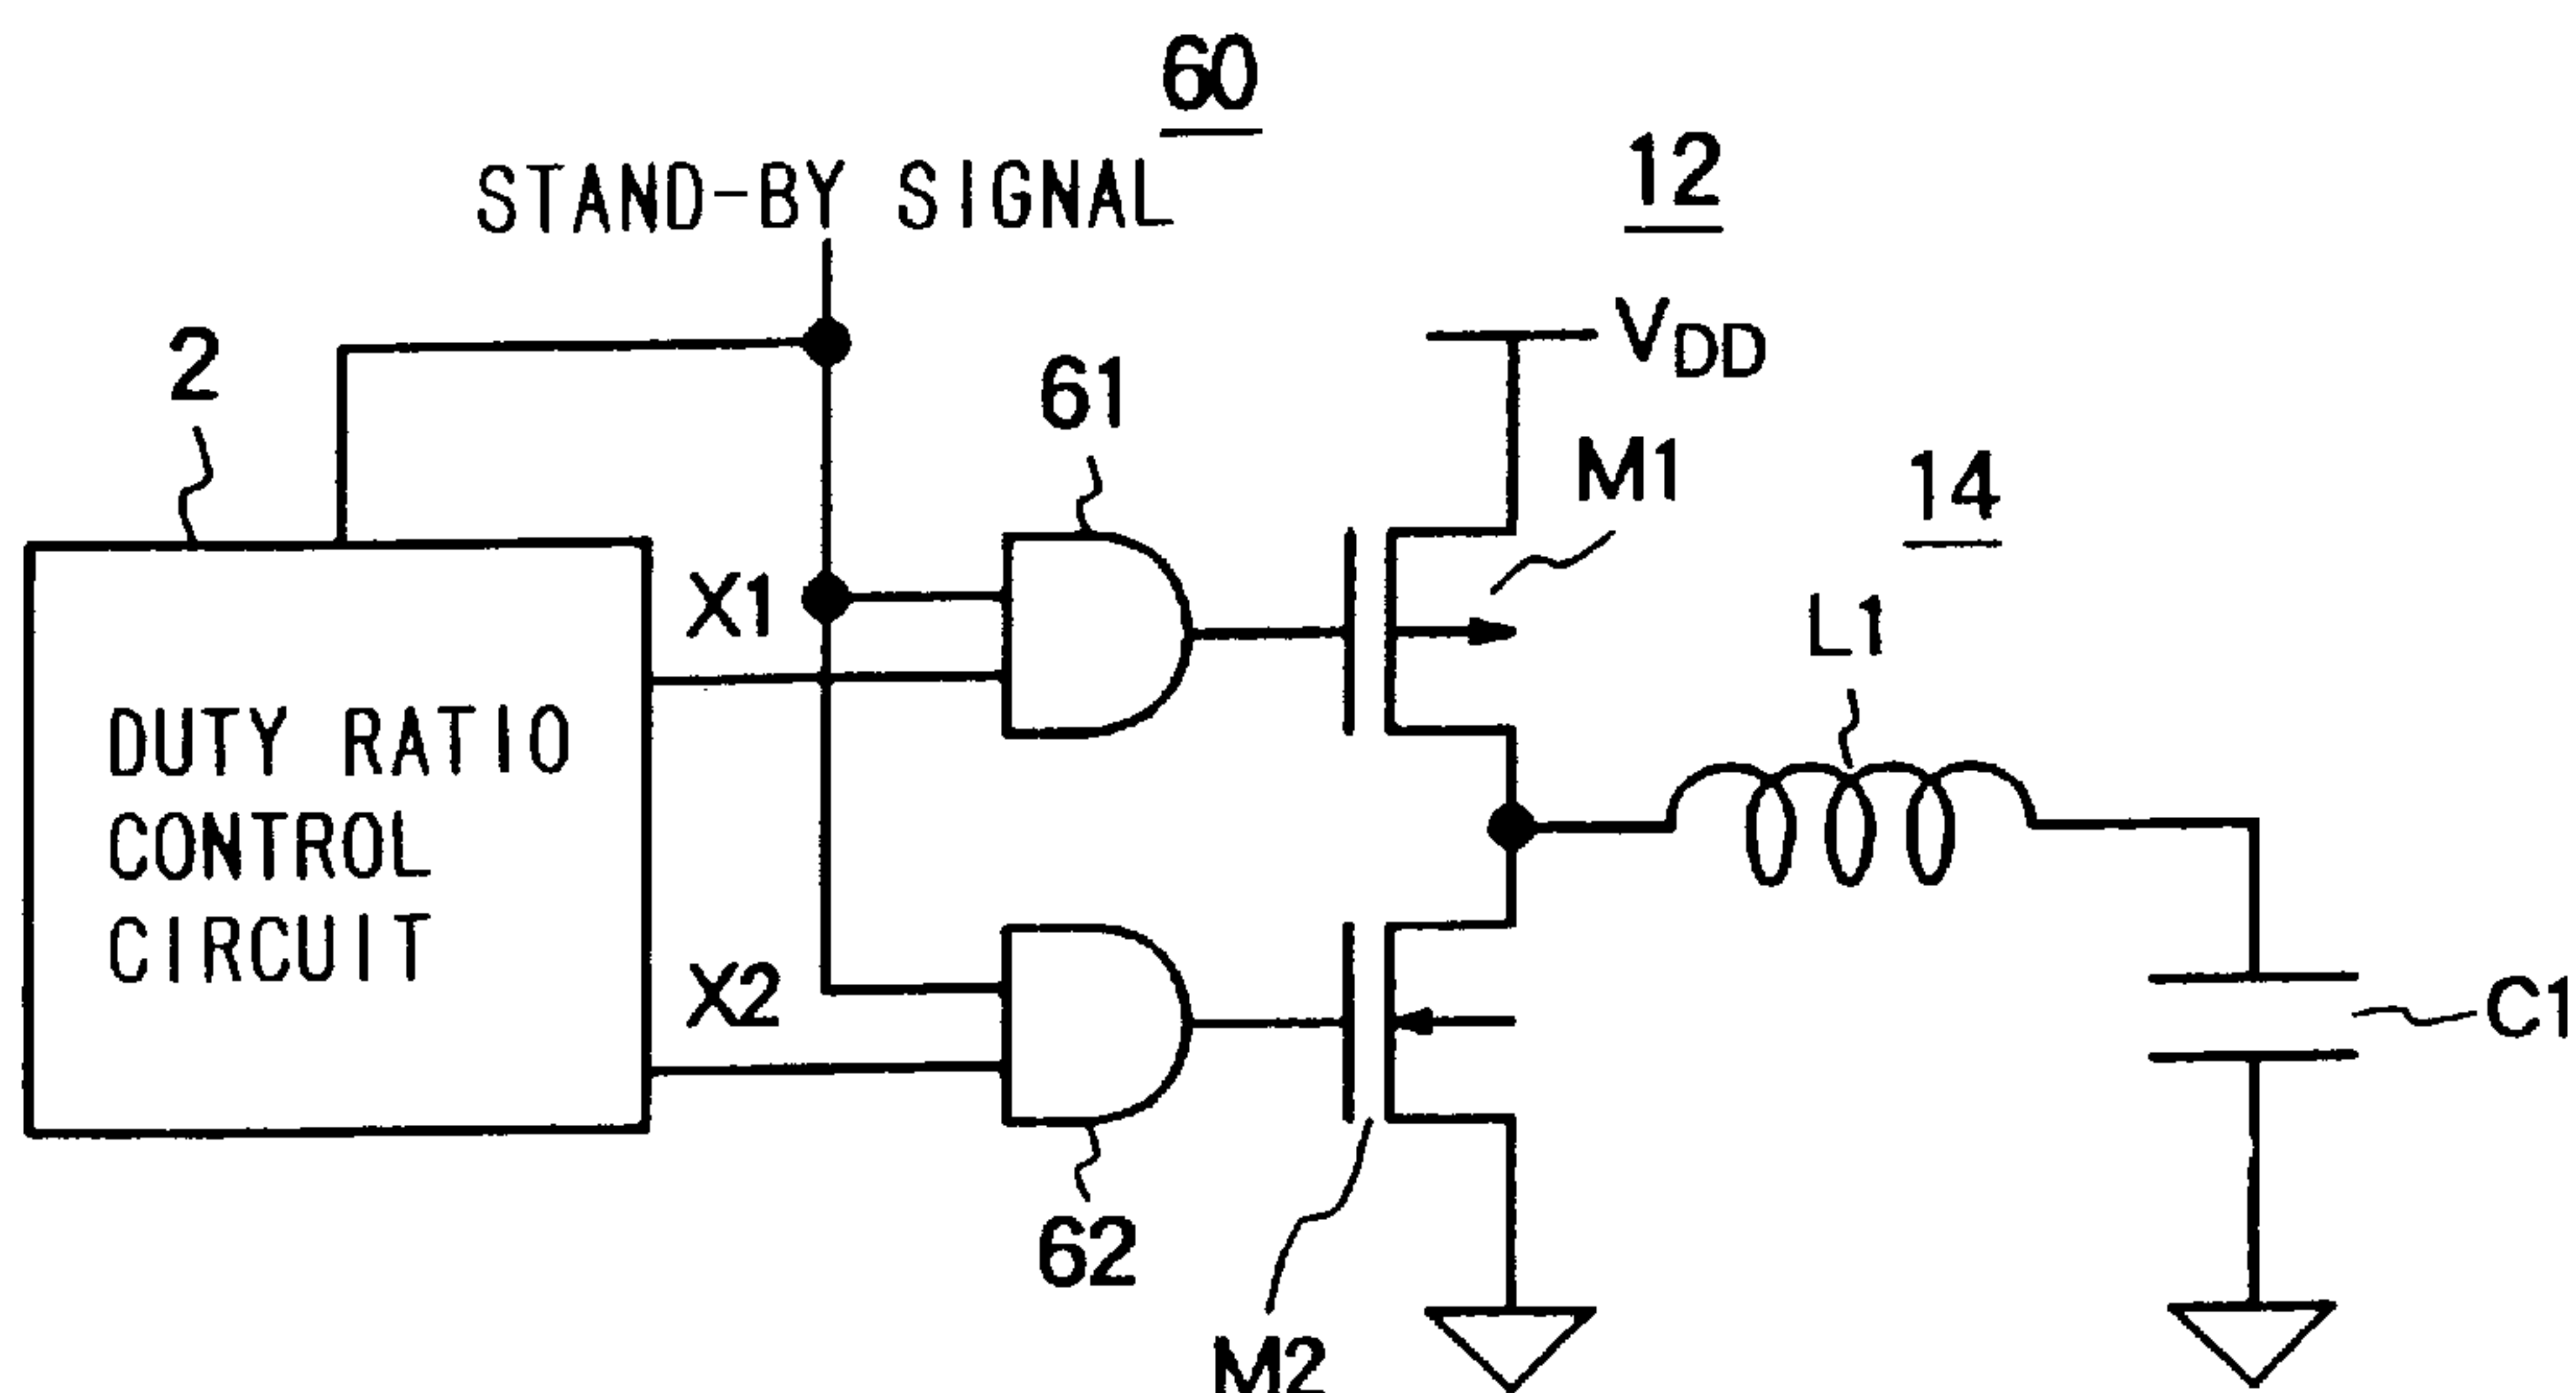 60
STAND-BY SIGNAL
12
VDD
2
61
M1
14
X1
L1
DUTY RATIO
CONTROL
CIRCUIT
X2
C1
62
M2